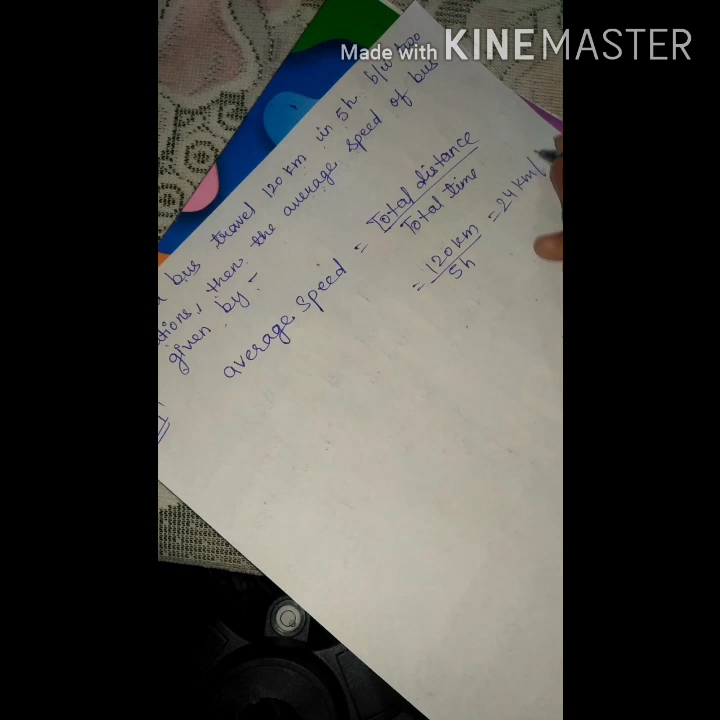 Made with KINEMASTER
a bus travel 120 km in 5h b/w two
ations, then the average speed of bus
given by -
average speed = Total distance
Total time
= 120 km = 24 km/
5h